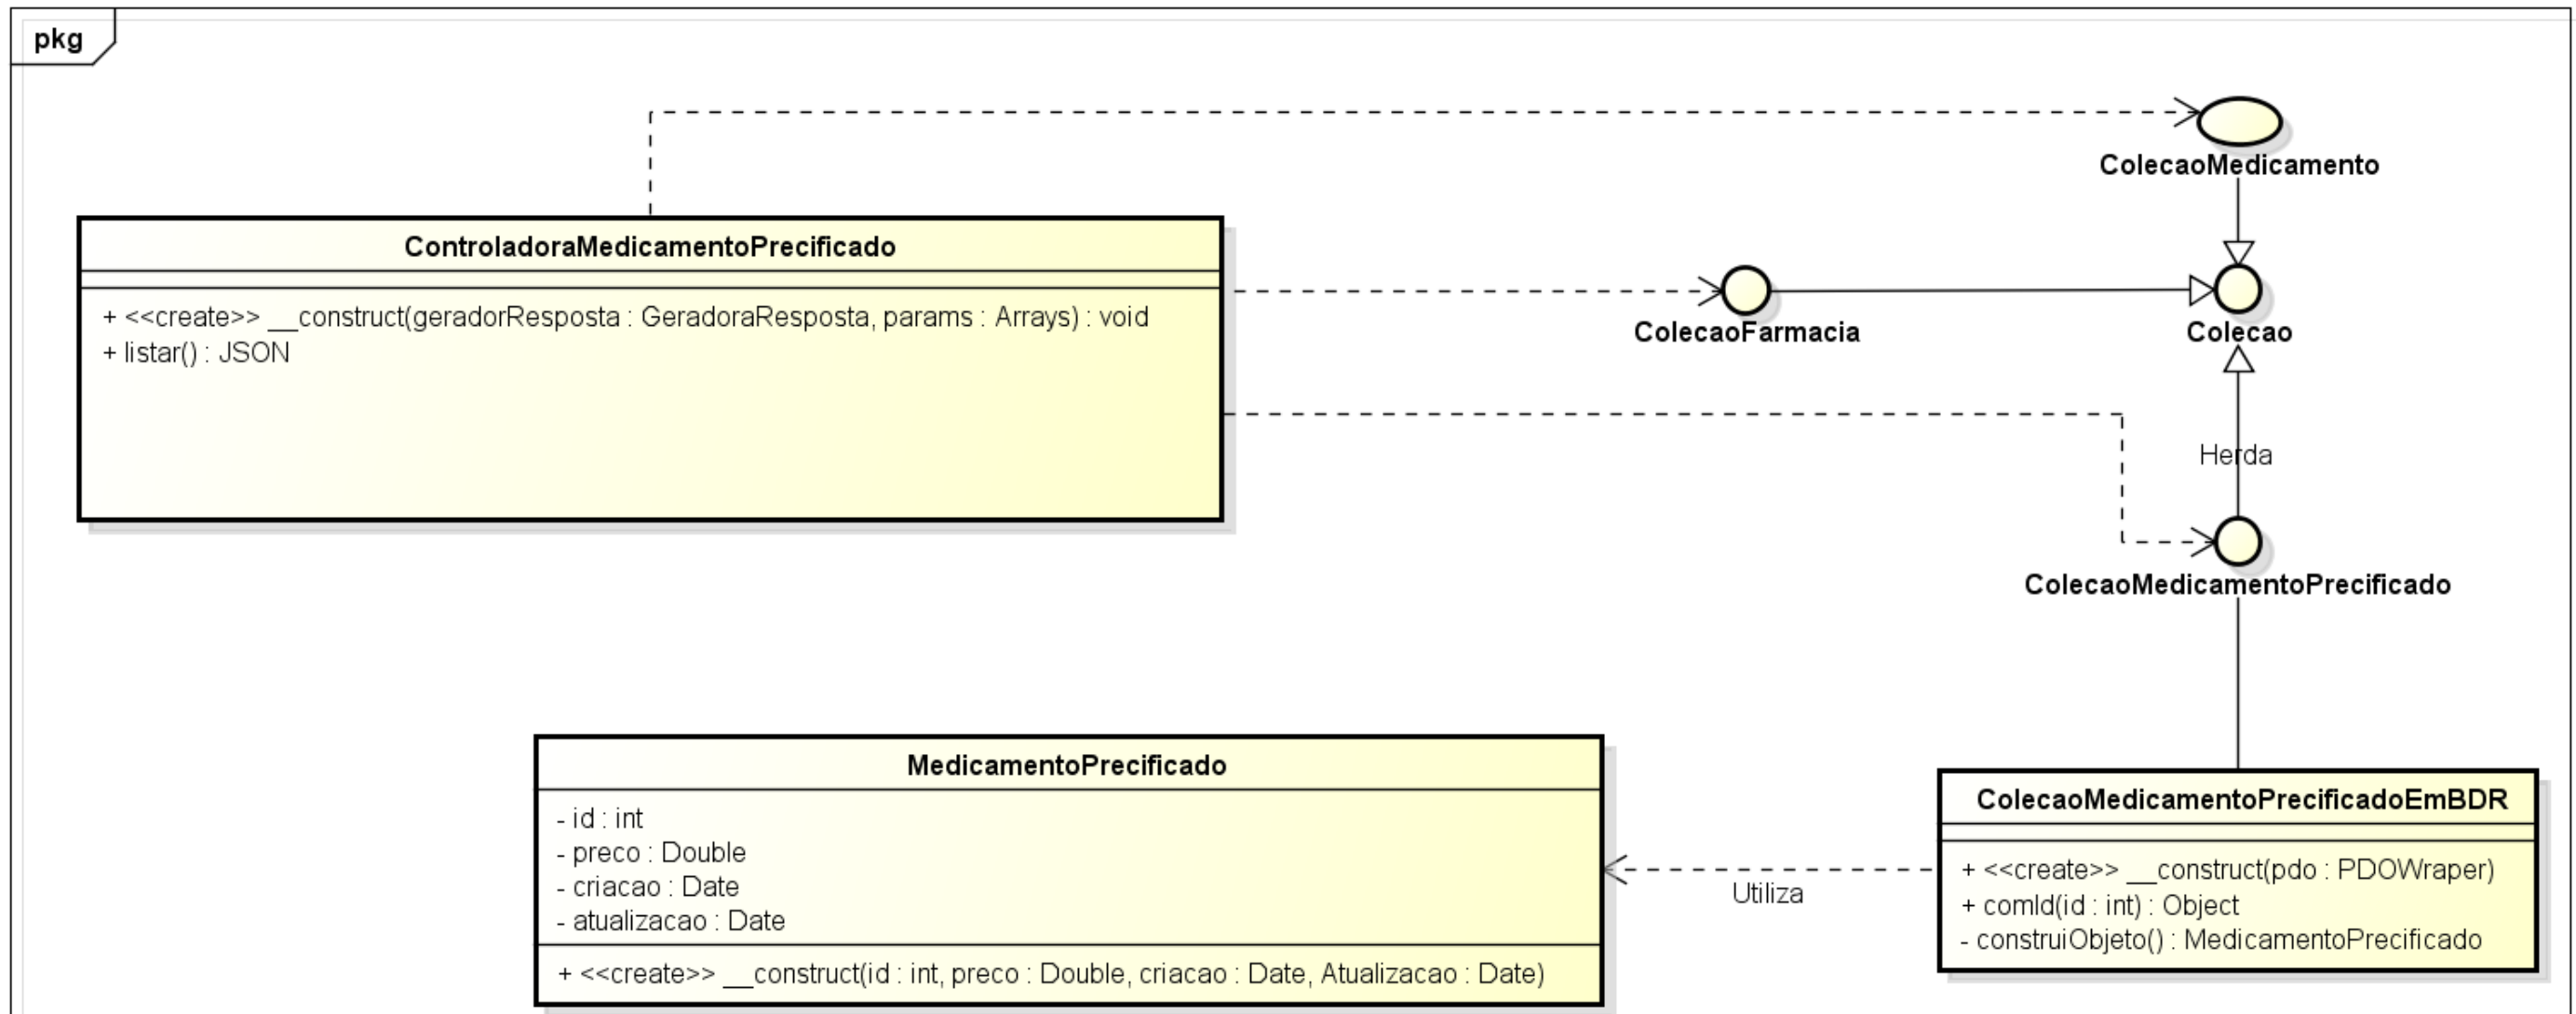 pkg
ColecaoMedicamento
ControladoraMedicamentoPrecificado
+ <<create>> __construct(geradorResposta : GeradoraResposta, params : Arrays) : void
+ listar() : JSON
ColecaoFarmacia
Colecao
Herda
ColecaoMedicamentoPrecificado
MedicamentoPrecificado
- id : int
- preco : Double
- criacao : Date
- atualizacao : Date
+ <<create>> __construct(id : int, preco : Double, criacao : Date, Atualizacao : Date)
Utiliza
ColecaoMedicamentoPrecificadoEmBDR
+ <<create>> __construct(pdo : PDOWraper)
+ comId(id : int) : Object
- construiObjeto() : MedicamentoPrecificado